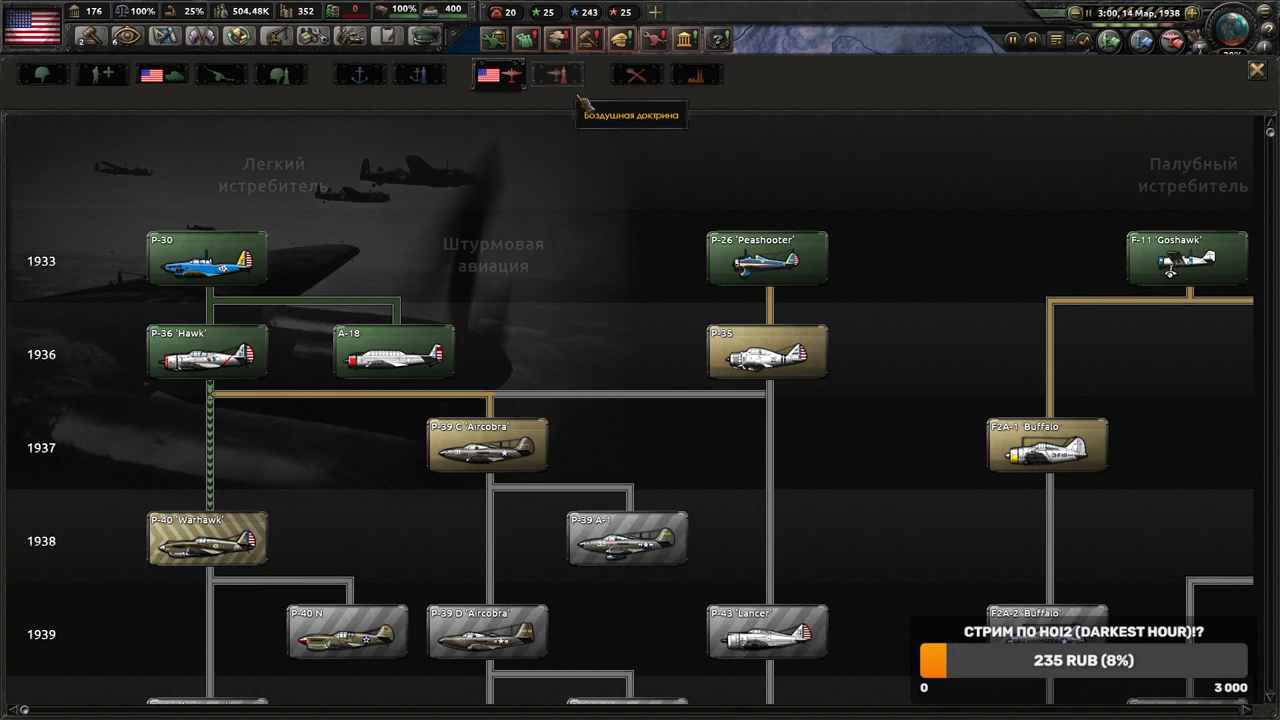 176
100%
25%
504.48K
352
0
100%
400
20
25
243
25
3:00, 14 Мар, 1938
2
6
Воздушная доктрина
Легкий
истребитель
Палубный
истребитель
Штурмовая
авиация
1933
P-30
P-26 'Peashooter'
F-11 'Goshawk'
1936
P-36 'Hawk'
A-18
P-35
1937
P-39 C 'Aircobra'
F2A-1 'Buffalo'
1938
P-40 'Warhawk'
P-39 A-1
1939
P-40 N
P-39 D 'Aircobra'
P-43 'Lancer'
F2A-2 'Buffalo'
СТРИМ ПО HOI2 (DARKEST HOUR)!?
235 RUB (8%)
0
3 000